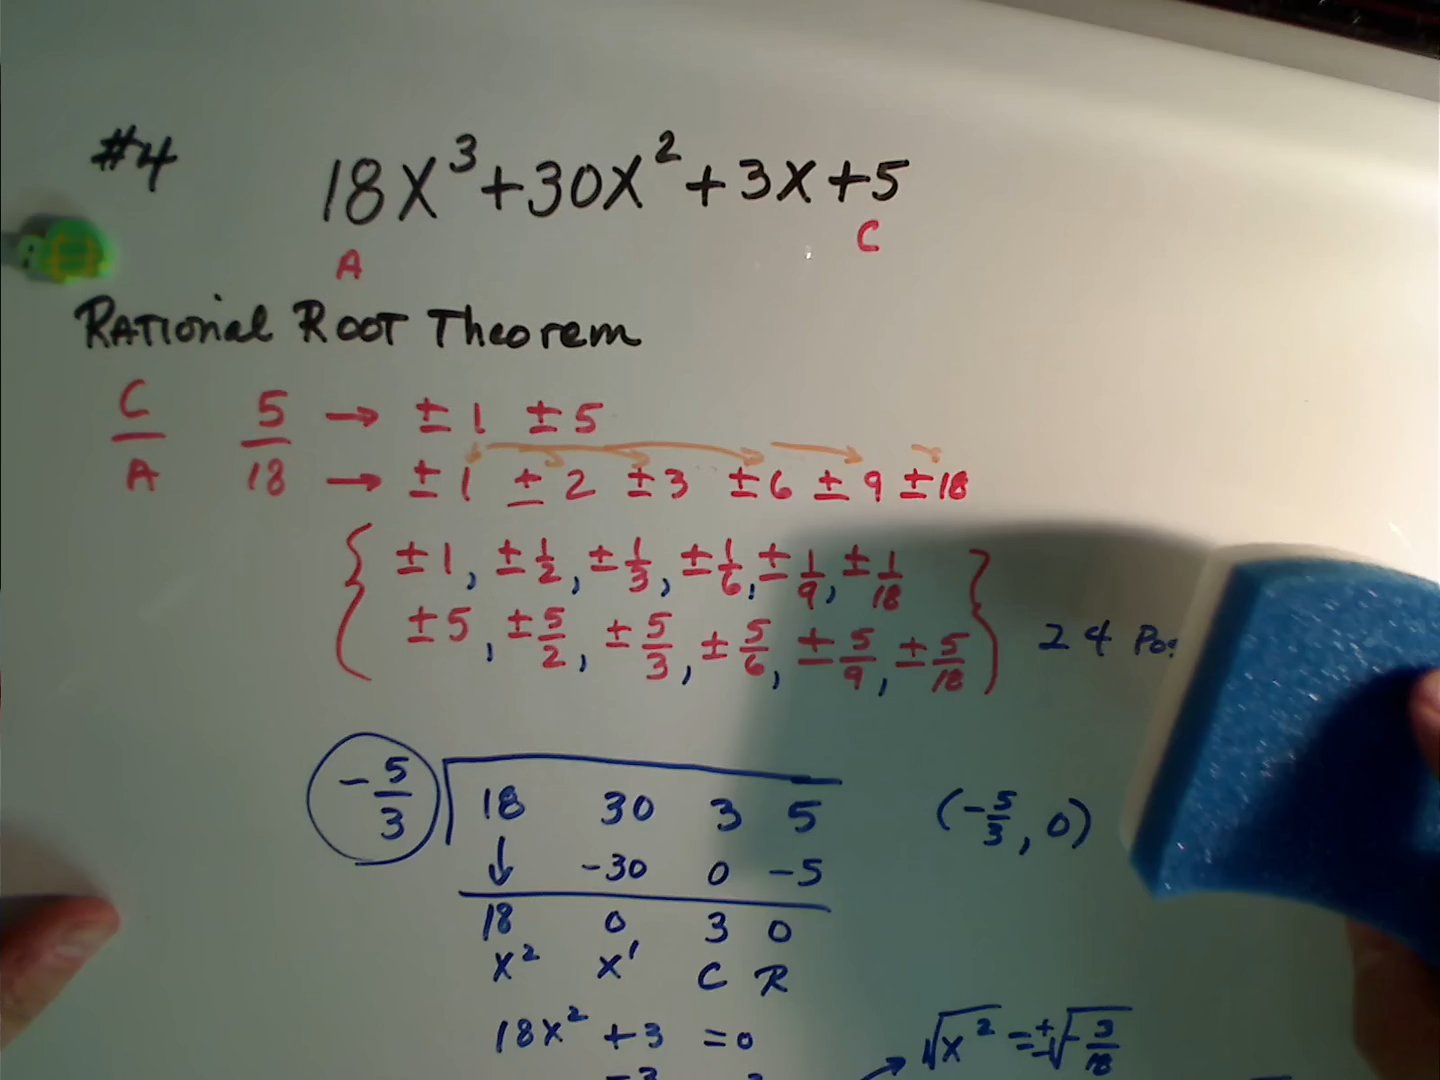 #4 18X³+30X²+3X+5
A C
RATIONAL ROOT Theorem
C 5 → ±1 ±5
A 18 → ±1 ±2 ±3 ±6 ±9 ±18
{ ±1, ±1/2, ±1/3, ±1/6, ±1/9, ±1/18
±5, ±5/2, ±5/3, ±5/6, ±5/9, ±5/18 } 24
-5/3 18 30 3 5 (-5/3, 0)
↓ -30 0 -5
18 0 3 0
X² X¹ C R
18X² +3 =0 √X² = ±√-3/18